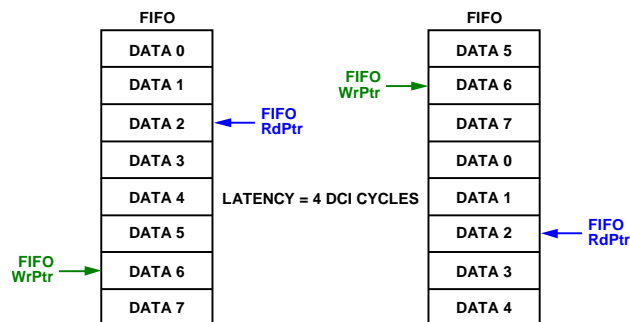 FIFO
DATA 0
DATA 1
DATA 2
DATA 3
DATA 4
DATA 5
DATA 6
DATA 7
FIFO
RdPtr
FIFO
WrPtr
LATENCY = 4 DCI CYCLES
FIFO
DATA 5
DATA 6
DATA 7
DATA 0
DATA 1
DATA 2
DATA 3
DATA 4
FIFO
WrPtr
FIFO
RdPtr